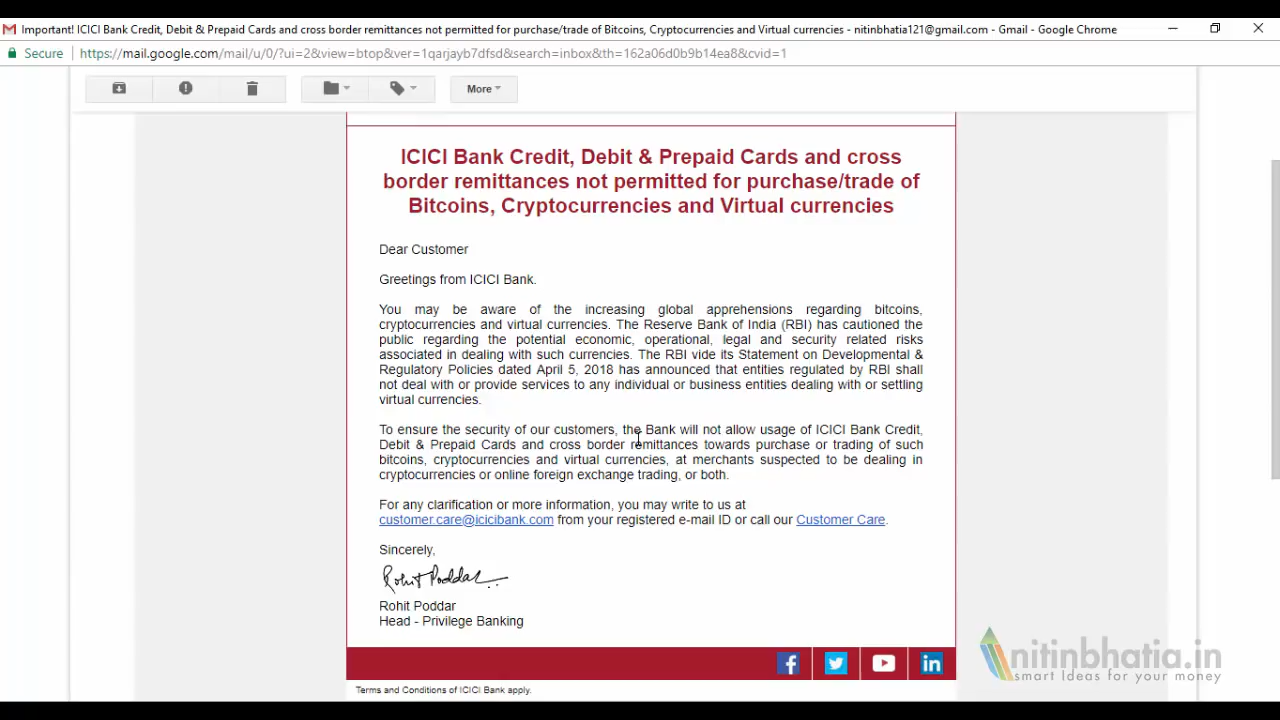 Important! ICICI Bank Credit, Debit & Prepaid Cards and cross border remittances not permitted for purchase/trade of Bitcoins, Cryptocurrencies and Virtual currencies - nitinbhatia121@gmail.com - Gmail - Google Chrome
Secure https://mail.google.com/mail/u/0/?ui=2&view=btop&ver=1qarjayb7dfsd&search=inbox&th=162a06d0b9b14ea8&cvid=1
More
ICICI Bank Credit, Debit & Prepaid Cards and cross
border remittances not permitted for purchase/trade of
Bitcoins, Cryptocurrencies and Virtual currencies
Dear Customer
Greetings from ICICI Bank.
You may be aware of the increasing global apprehensions regarding bitcoins,
cryptocurrencies and virtual currencies. The Reserve Bank of India (RBI) has cautioned the
public regarding the potential economic, operational, legal and security related risks
associated in dealing with such currencies. The RBI vide its Statement on Developmental &
Regulatory Policies dated April 5, 2018 has announced that entities regulated by RBI shall
not deal with or provide services to any individual or business entities dealing with or settling
virtual currencies.
To ensure the security of our customers, the Bank will not allow usage of ICICI Bank Credit,
Debit & Prepaid Cards and cross border remittances towards purchase or trading of such
bitcoins, cryptocurrencies and virtual currencies, at merchants suspected to be dealing in
cryptocurrencies or online foreign exchange trading, or both.
For any clarification or more information, you may write to us at
customer.care@icicibank.com from your registered e-mail ID or call our Customer Care.
Sincerely,
Rohit Poddar
Rohit Poddar
Head - Privilege Banking
Terms and Conditions of ICICI Bank apply.
nitinbhatia.in
smart Ideas for your money